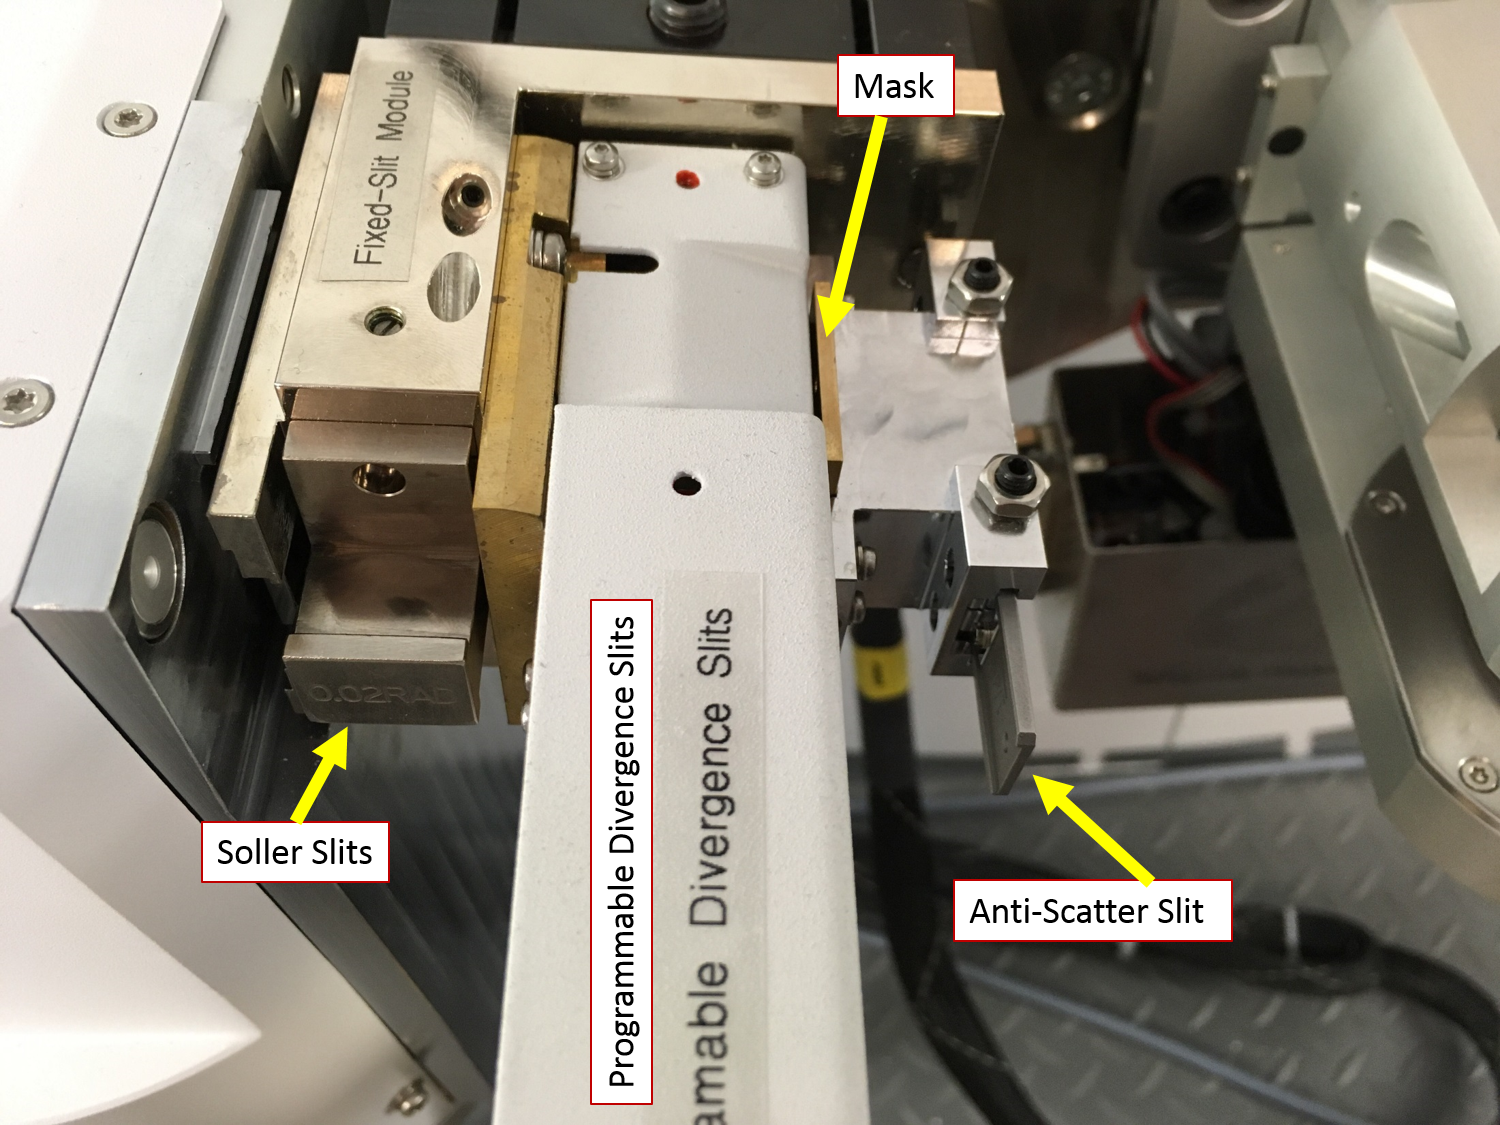 Mask
Fixed-Slit Module
Programmable Divergence Slits
amable Divergence Slits
0.02RAD
Soller Slits
Anti-Scatter Slit